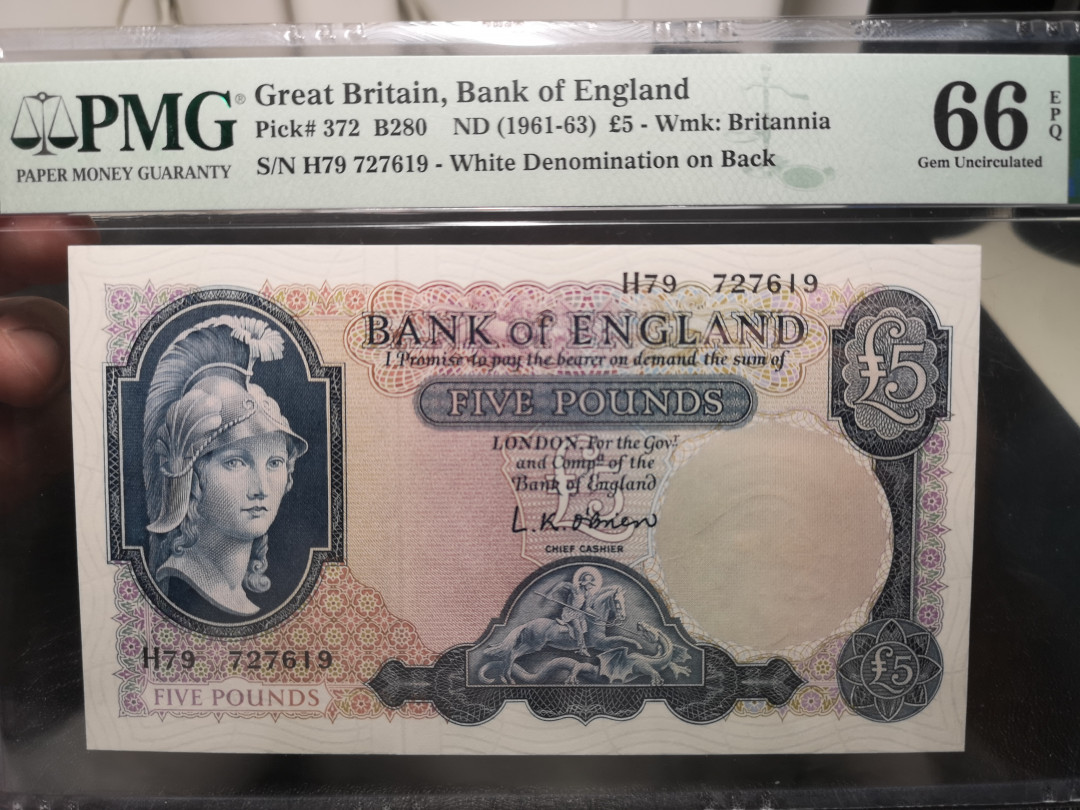 PMG®
PAPER MONEY GUARANTY
Great Britain, Bank of England
Pick# 372 B280 ND (1961-63) £5 - Wmk: Britannia
S/N H79 727619 - White Denomination on Back
66
EPQ
Gem Uncirculated
H79 727619
BANK of ENGLAND
I Promise to pay the bearer on demand the sum of
FIVE POUNDS
£5
LONDON, For the Govr
and Compa of the
Bank of England
£5
L.K. O'Brien
CHIEF CASHIER
H79 727619
FIVE POUNDS
£5